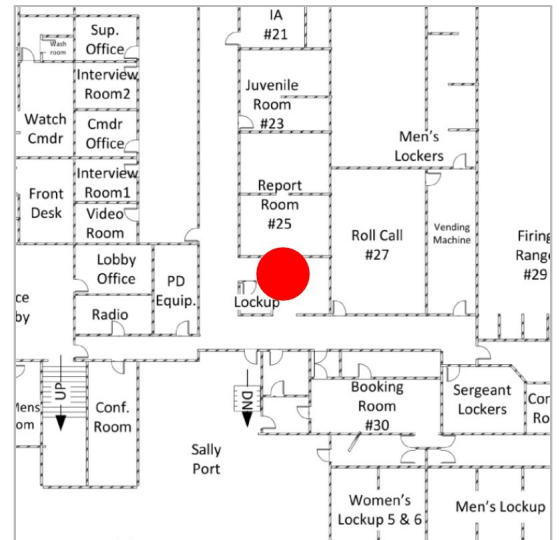 IA
#21
Sup.
Office
Wash
room
Interview
Room2
Juvenile
Room
#23
Watch
Cmdr
Cmdr
Office
Men's
Lockers
Interview
Room1
Front
Desk
Report
Room
#25
Video
Room
Roll Call
#27
Vending
Machine
Firing
Range
#29
Lobby
Office
PD
Equip.
Lockup
Radio
UP
DN
Conf.
Room
Booking
Room
#30
Sergeant
Lockers
Sally
Port
Women's
Lockup 5 & 6
Men's Lockup